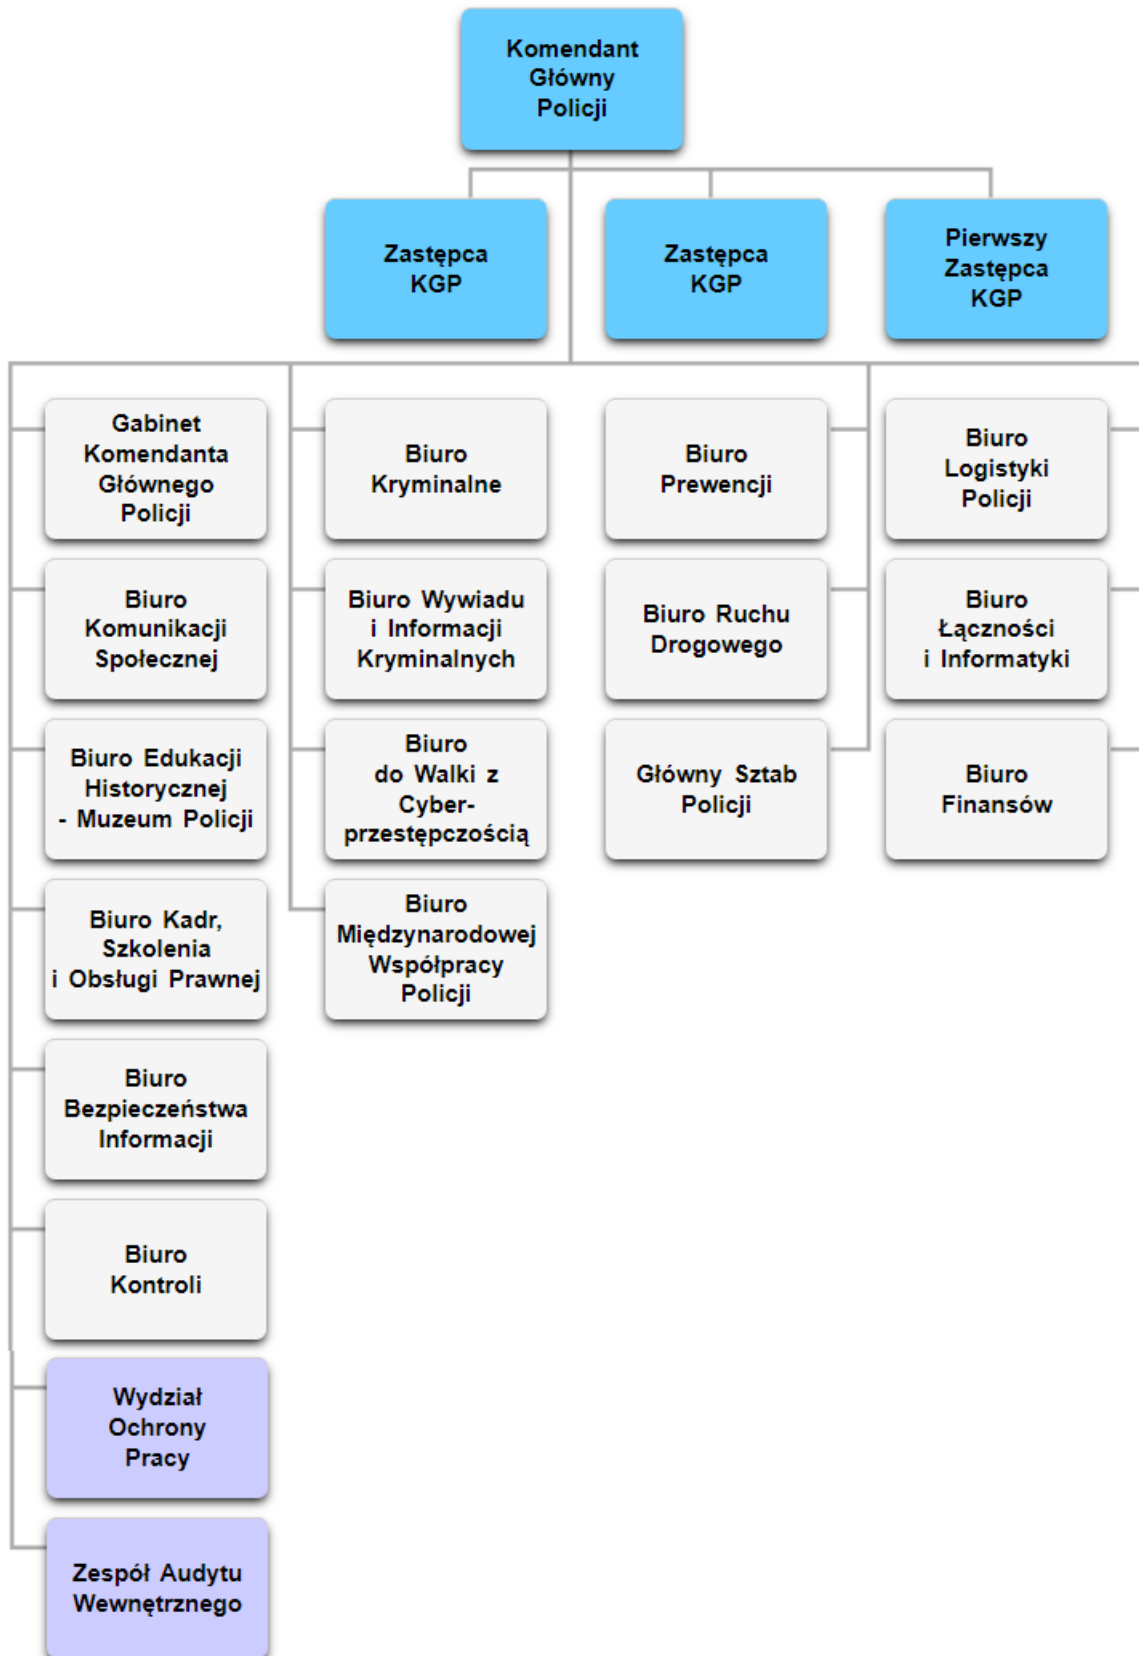 Komendant
Główny
Policji
Zastępca
KGP
Zastępca
KGP
Pierwszy
Zastępca
KGP
Gabinet
Komendanta
Głównego
Policji
Biuro
Komunikacji
Społecznej
Biuro Edukacji
Historycznej
- Muzeum Policji
Biuro Kadr,
Szkolenia
i Obsługi Prawnej
Biuro
Bezpieczeństwa
Informacji
Biuro
Kontroli
Wydział
Ochrony
Pracy
Zespół Audytu
Wewnętrznego
Biuro
Kryminalne
Biuro Wywiadu
i Informacji
Kryminalnych
Biuro
do Walki z
Cyber-
przestępczością
Biuro
Międzynarodowej
Współpracy
Policji
Biuro
Prewencji
Biuro Ruchu
Drogowego
Główny Sztab
Policji
Biuro
Logistyki
Policji
Biuro
Łączności
i Informatyki
Biuro
Finansów